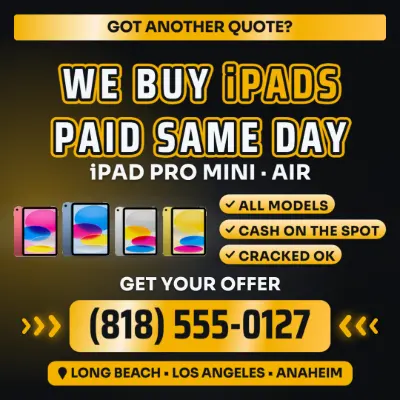 GOT ANOTHER QUOTE?
WE BUY iPADS
PAID SAME DAY
iPAD PRO MINI · AIR
✓ ALL MODELS
✓ CASH ON THE SPOT
✓ CRACKED OK
GET YOUR OFFER
(818) 555-0127
LONG BEACH • LOS ANGELES • ANAHEIM